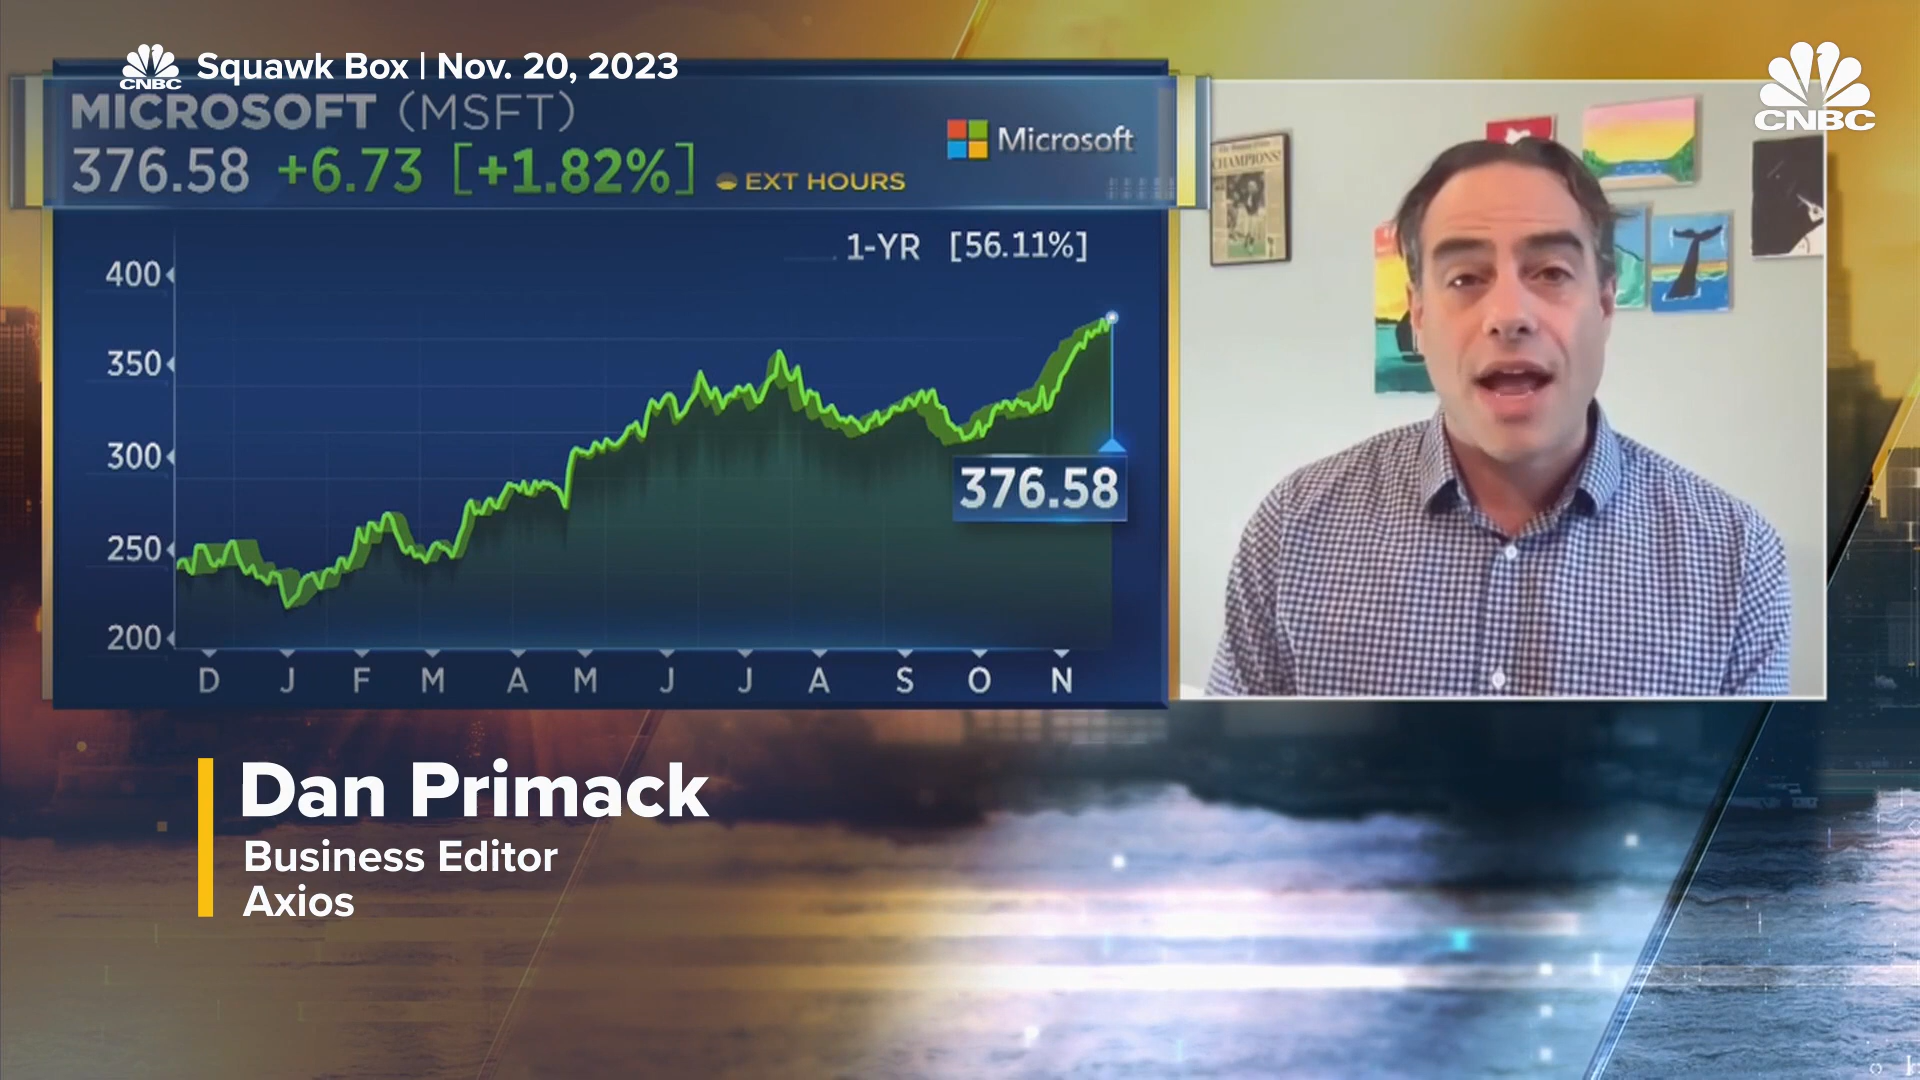 CNBC
Squawk Box | Nov. 20, 2023
CNBC
MICROSOFT (MSFT)
376.58 +6.73 [+1.82%] EXT HOURS
Microsoft
1-YR [56.11%]
400
350
300
250
200
376.58
D J F M A M J J A S O N
CHAMPIONS!
Dan Primack
Business Editor
Axios